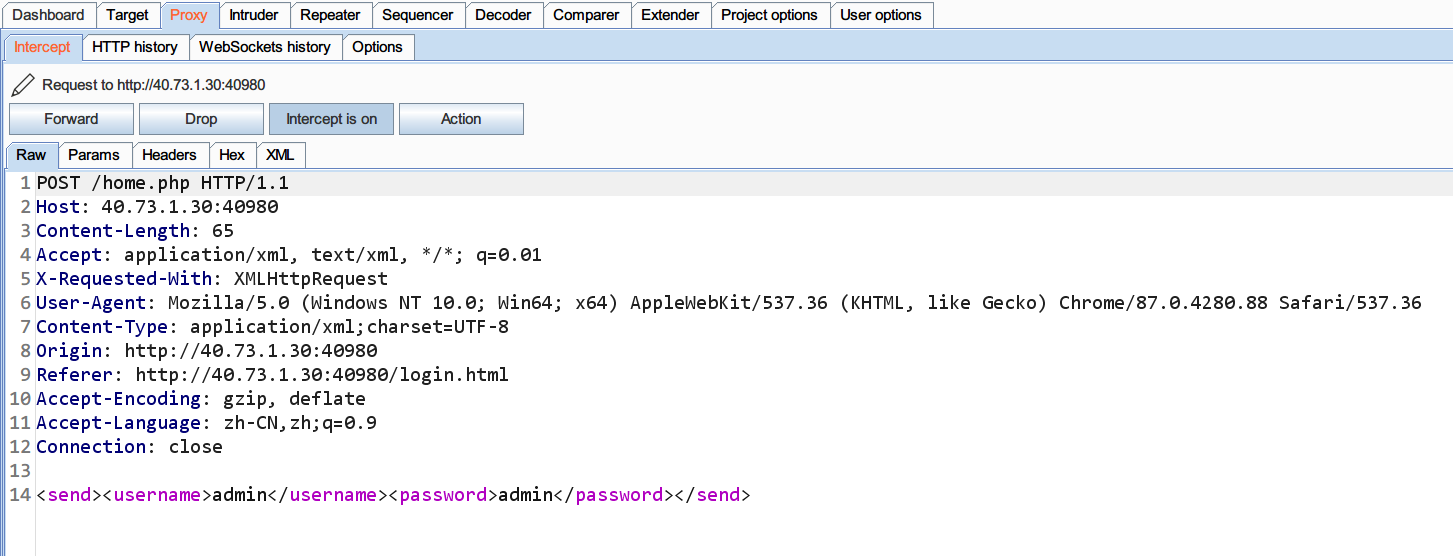 Dashboard Target Proxy Intruder Repeater Sequencer Decoder Comparer Extender Project options User options
Intercept HTTP history WebSockets history Options
Request to http://40.73.1.30:40980
Forward Drop Intercept is on Action
Raw Params Headers Hex XML
1 POST /home.php HTTP/1.1
2 Host: 40.73.1.30:40980
3 Content-Length: 65
4 Accept: application/xml, text/xml, */*; q=0.01
5 X-Requested-With: XMLHttpRequest
6 User-Agent: Mozilla/5.0 (Windows NT 10.0; Win64; x64) AppleWebKit/537.36 (KHTML, like Gecko) Chrome/87.0.4280.88 Safari/537.36
7 Content-Type: application/xml;charset=UTF-8
8 Origin: http://40.73.1.30:40980
9 Referer: http://40.73.1.30:40980/login.html
10 Accept-Encoding: gzip, deflate
11 Accept-Language: zh-CN,zh;q=0.9
12 Connection: close
13
14 <send><username>admin</username><password>admin</password></send>